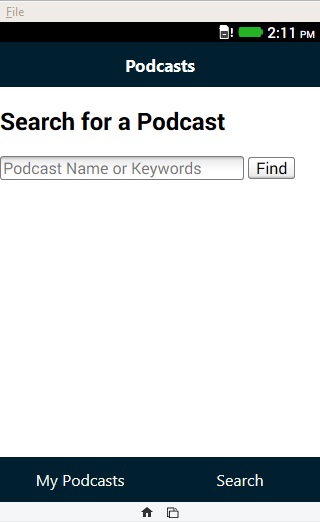 File
2:11 PM
Podcasts
Search for a Podcast
Podcast Name or Keywords Find
My Podcasts Search